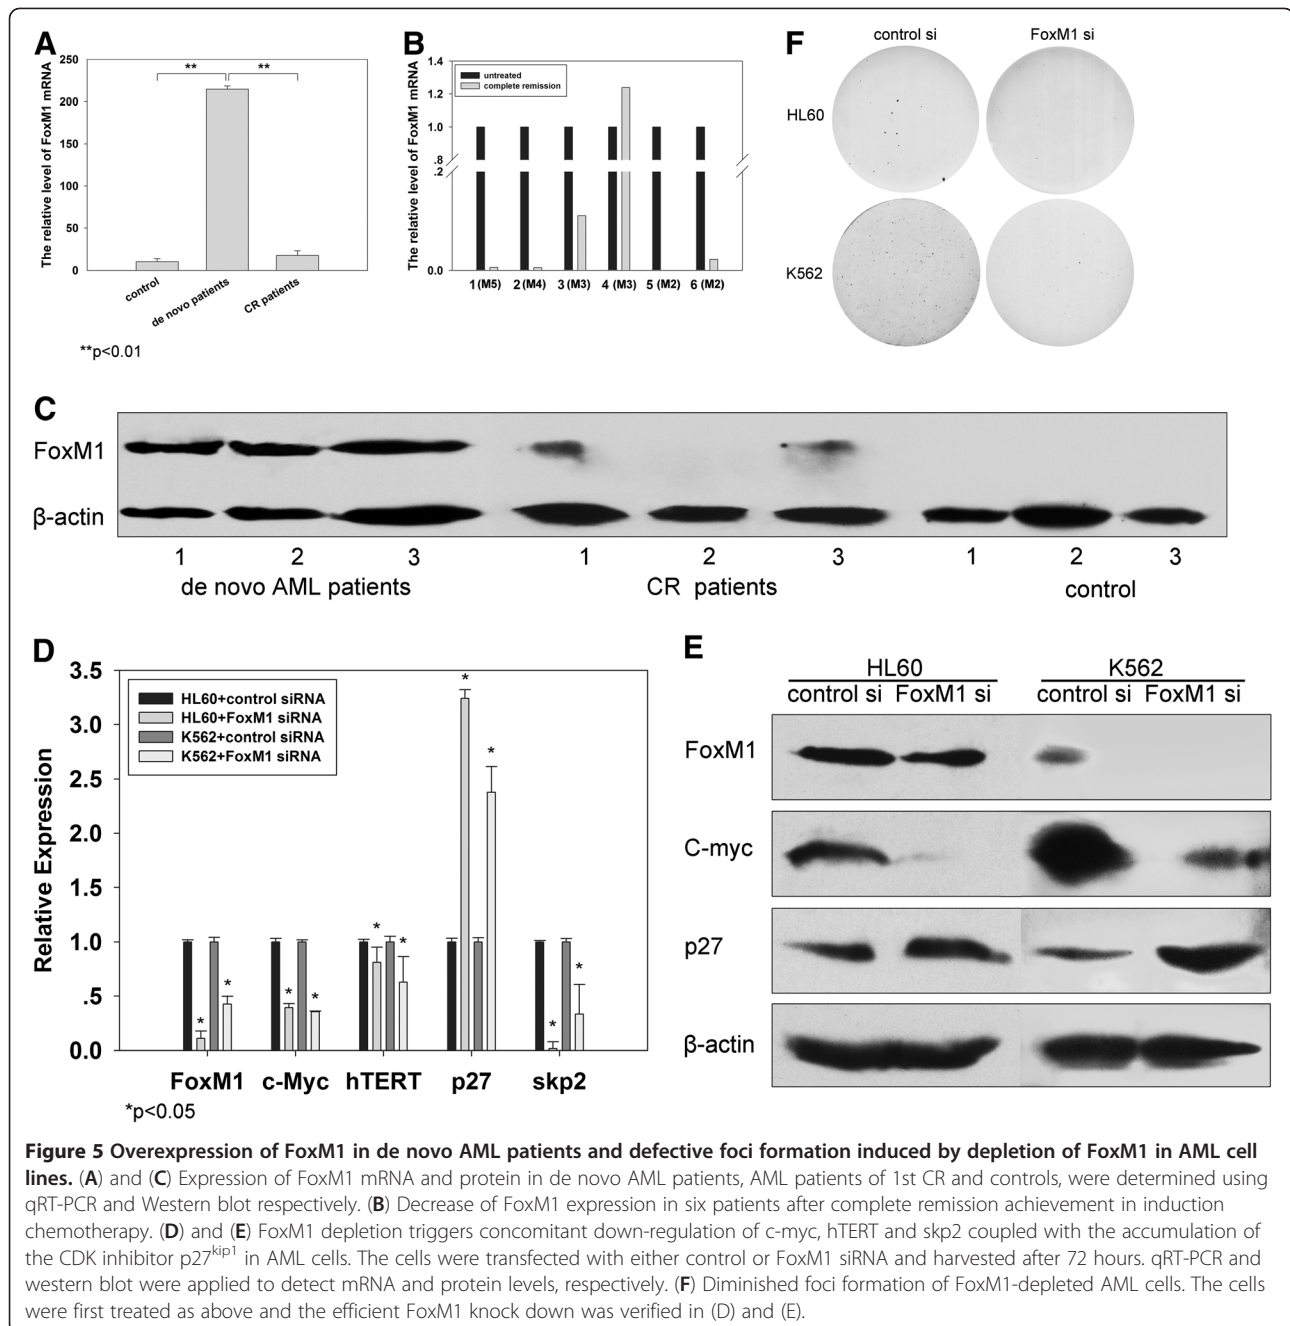 A
The relative level of FoxM1 mRNA
250
200
150
100
50
0
** **
control
de novo patients
CR patients
**p<0.01
B
The relative level of FoxM1 mRNA
1.4
1.2
1.0
.8
.2
0.0
untreated
complete remission
1 (M5) 2 (M4) 3 (M3) 4 (M3) 5 (M2) 6 (M2)
F
control si FoxM1 si
HL60
K562
C
FoxM1
β-actin
1 2 3 1 2 3 1 2 3
de novo AML patients CR patients control
D
Relative Expression
3.5
3.0
2.5
2.0
1.5
1.0
.5
0.0
HL60+control siRNA
HL60+FoxM1 siRNA
K562+control siRNA
K562+FoxM1 siRNA
* * * * * * * * * *
FoxM1 c-Myc hTERT p27 skp2
*p<0.05
E
HL60 K562
control si FoxM1 si control si FoxM1 si
FoxM1
C-myc
p27
β-actin
Figure 5 Overexpression of FoxM1 in de novo AML patients and defective foci formation induced by depletion of FoxM1 in AML cell
lines. (A) and (C) Expression of FoxM1 mRNA and protein in de novo AML patients, AML patients of 1st CR and controls, were determined using
qRT-PCR and Western blot respectively. (B) Decrease of FoxM1 expression in six patients after complete remission achievement in induction
chemotherapy. (D) and (E) FoxM1 depletion triggers concomitant down-regulation of c-myc, hTERT and skp2 coupled with the accumulation of
the CDK inhibitor p27kip1 in AML cells. The cells were transfected with either control or FoxM1 siRNA and harvested after 72 hours. qRT-PCR and
western blot were applied to detect mRNA and protein levels, respectively. (F) Diminished foci formation of FoxM1-depleted AML cells. The cells
were first treated as above and the efficient FoxM1 knock down was verified in (D) and (E).